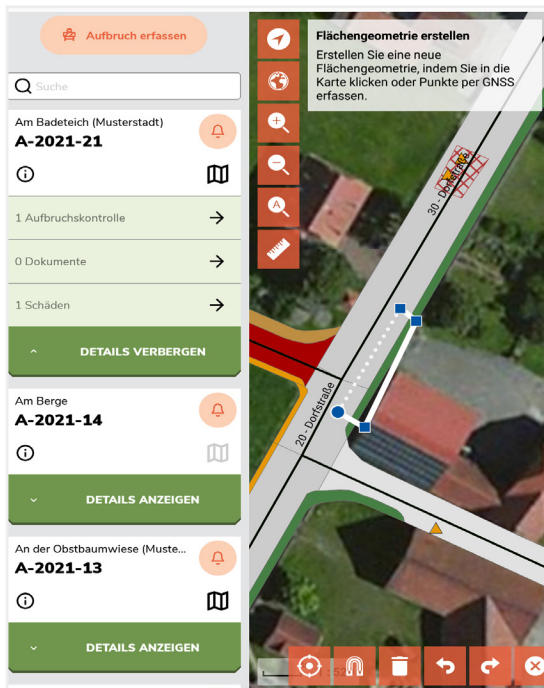 Aufbruch erfassen
Suche
Am Badeteich (Musterstadt)
A-2021-21
1 Aufbruchskontrolle
0 Dokumente
1 Schäden
DETAILS VERBERGEN
Am Berge
A-2021-14
DETAILS ANZEIGEN
An der Obstbaumwiese (Muste...
A-2021-13
DETAILS ANZEIGEN
Flächengeometrie erstellen
Erstellen Sie eine neue
Flächengeometrie, indem Sie in die
Karte klicken oder Punkte per GNSS
erfassen.
A
30 - Dorfstraße
20 - Dorfstraße